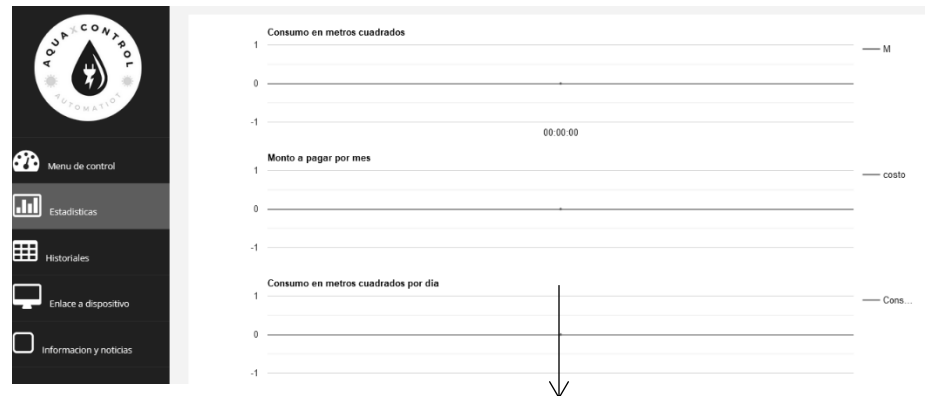 AQUA X CONTROL
AUTOMATIOT
Menu de control
Estadisticas
Historiales
Enlace a dispositivo
Informacion y noticias
Consumo en metros cuadrados
1
0
-1
00:00:00
M
Monto a pagar por mes
1
0
-1
costo
Consumo en metros cuadrados por día
1
0
-1
Cons...